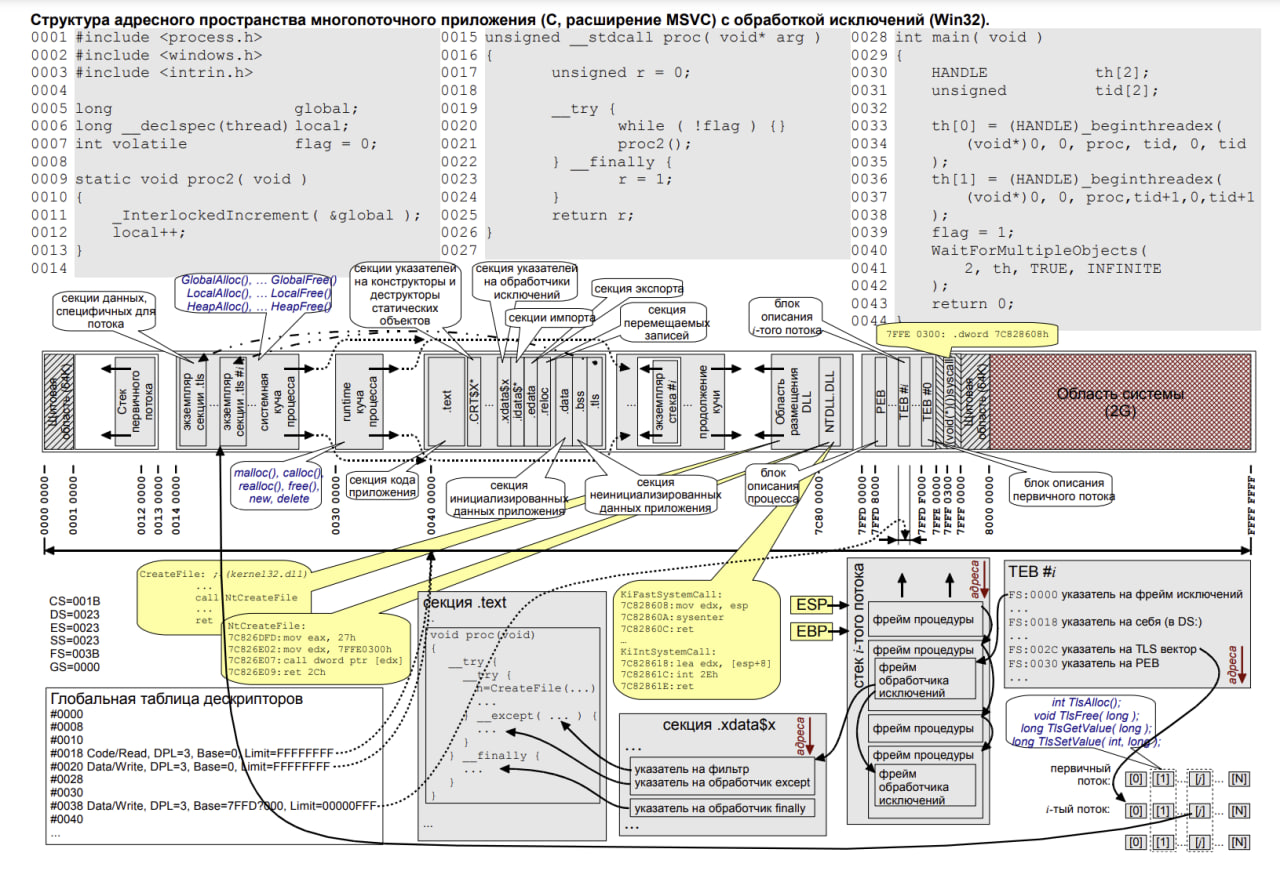 Структура адресного пространства многопоточного приложения (C, расширение MSVC) с обработкой исключений (Win32).
0001 #include <process.h>
0002 #include <windows.h>
0003 #include <intrin.h>
0004
0005 long global;
0006 long __declspec(thread) local;
0007 int volatile flag = 0;
0008
0009 static void proc2( void )
0010 {
0011 _InterlockedIncrement( &global );
0012 local++;
0013 }
0014
0015 unsigned __stdcall proc( void* arg )
0016 {
0017 unsigned r = 0;
0018
0019 __try {
0020 while ( !flag ) {}
0021 proc2();
0022 } __finally {
0023 r = 1;
0024 }
0025 return r;
0026 }
0027
0028 int main( void )
0029 {
0030 HANDLE th[2];
0031 unsigned tid[2];
0032
0033 th[0] = (HANDLE)_beginthreadex(
0034 (void*)0, 0, proc, tid, 0, tid
0035 );
0036 th[1] = (HANDLE)_beginthreadex(
0037 (void*)0, 0, proc,tid+1,0,tid+1
0038 );
0039 flag = 1;
0040 WaitForMultipleObjects(
0041 2, th, TRUE, INFINITE
0042 );
0043 return 0;
0044 }
секции данных,
специфичных для
потока
GlobalAlloc(), ... GlobalFree()
LocalAlloc(), ... LocalFree()
HeapAlloc(), ... HeapFree()
секции указателей
на конструкторы и
деструкторы
статических
объектов
секция указателей
на обработчики
исключений
секции импорта
секция экспорта
секция
перемещаемых
записей
блок
описания
i-того потока
7FFE 0300: .dword 7C828608h
Щитовая
область (64K)
Стек
первичного
потока
экземпляр
секции .tls
...
экземпляр
секции .tls #i
...
системная
куча
процесса
runtime
куча
процесса
.text
.CRT$X*
...
.xdata$x
.idata$*
.edata
.reloc
.data
.bss
.tls
...
экземпляр
стека #i
...
продолжение
кучи
Область
размещения
DLL
NTDLL.DLL
PEB
TEB #i
...
TEB #0
(void*)syscall
Щитовая
область (64K)
Область системы
(2G)
malloc(), calloc(),
realloc(), free(),
new, delete
секция кода
приложения
секция
инициализированных
данных приложения
секция
неинициализированных
данных приложения
блок
описания
процесса
блок описания
первичного потока
0000 0000
0001 0000
0012 0000
0013 0000
0014 0000
0030 0000
0040 0000
7C80 0000
7FFD 0000
7FFD 8000
7FFD F000
7FFE 0000
7FFE 0300
7FFF 0000
8000 0000
FFFF FFFF
CreateFile: ; (kernel32.dll)
...
call NtCreateFile
...
ret
NtCreateFile:
7C826DFD:mov eax, 27h
7C826E02:mov edx, 7FFE0300h
7C826E07:call dword ptr [edx]
7C826E09:ret 2Ch
CS=001B
DS=0023
ES=0023
SS=0023
FS=003B
GS=0000
Глобальная таблица дескрипторов
#0000
#0008
#0010
#0018 Code/Read, DPL=3, Base=0, Limit=FFFFFFFF
#0020 Data/Write, DPL=3, Base=0, Limit=FFFFFFFF
#0028
#0030
#0038 Data/Write, DPL=3, Base=7FFD?000, Limit=00000FFF
#0040
...
секция .text
void proc(void)
{
__try {
__try {
h=CreateFile(...)
...
} __except( ... ) {
...
}
} __finally {
...
}
}
...
KiFastSystemCall:
7C828608:mov edx, esp
7C82860A:sysenter
7C82860C:ret
…
KiIntSystemCall:
7C828618:lea edx, [esp+8]
7C82861C:int 2Eh
7C82861E:ret
секция .xdata$x
адреса
...
указатель на фильтр
указатель на обработчик except
указатель на обработчик finally
...
ESP
EBP
стек i-того потока
адреса
фрейм процедуры
фрейм процедуры
фрейм
обработчика
исключений
фрейм процедуры
фрейм процедуры
фрейм
обработчика
исключений
TEB #i
FS:0000 указатель на фрейм исключений
...
FS:0018 указатель на себя (в DS:)
...
FS:002C указатель на TLS вектор
FS:0030 указатель на PEB
...
адреса
int TlsAlloc();
void TlsFree( long );
long TlsGetValue( long );
long TlsSetValue( int, long );
первичный
поток:
[0] [1] ... [j] ... [N]
i-тый поток:
[0] [1] ... [j] ... [N]
[0] [1] ... [j] ... [N]